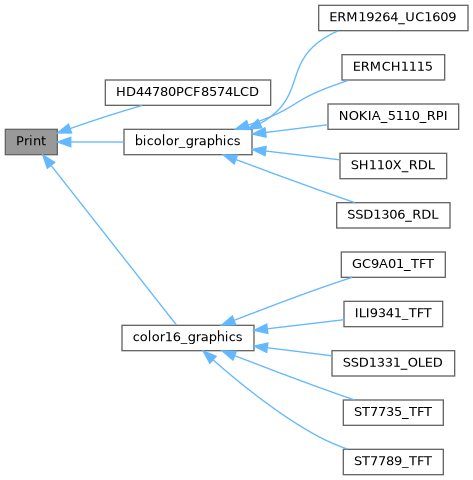 ERM19264_UC1609
ERMCH1115
HD44780PCF8574LCD
NOKIA_5110_RPI
Print
bicolor_graphics
SH110X_RDL
SSD1306_RDL
GC9A01_TFT
ILI9341_TFT
color16_graphics
SSD1331_OLED
ST7735_TFT
ST7789_TFT